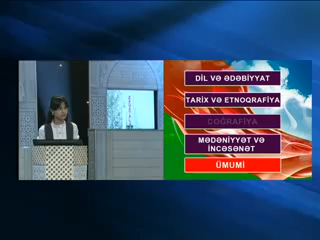 DİL VƏ ƏDƏBİYYAT
TARİX VƏ ETNOQRAFİYA
COĞRAFİYA
MƏDƏNİYYƏT VƏ
İNCƏSƏNƏT
ÜMUMİ